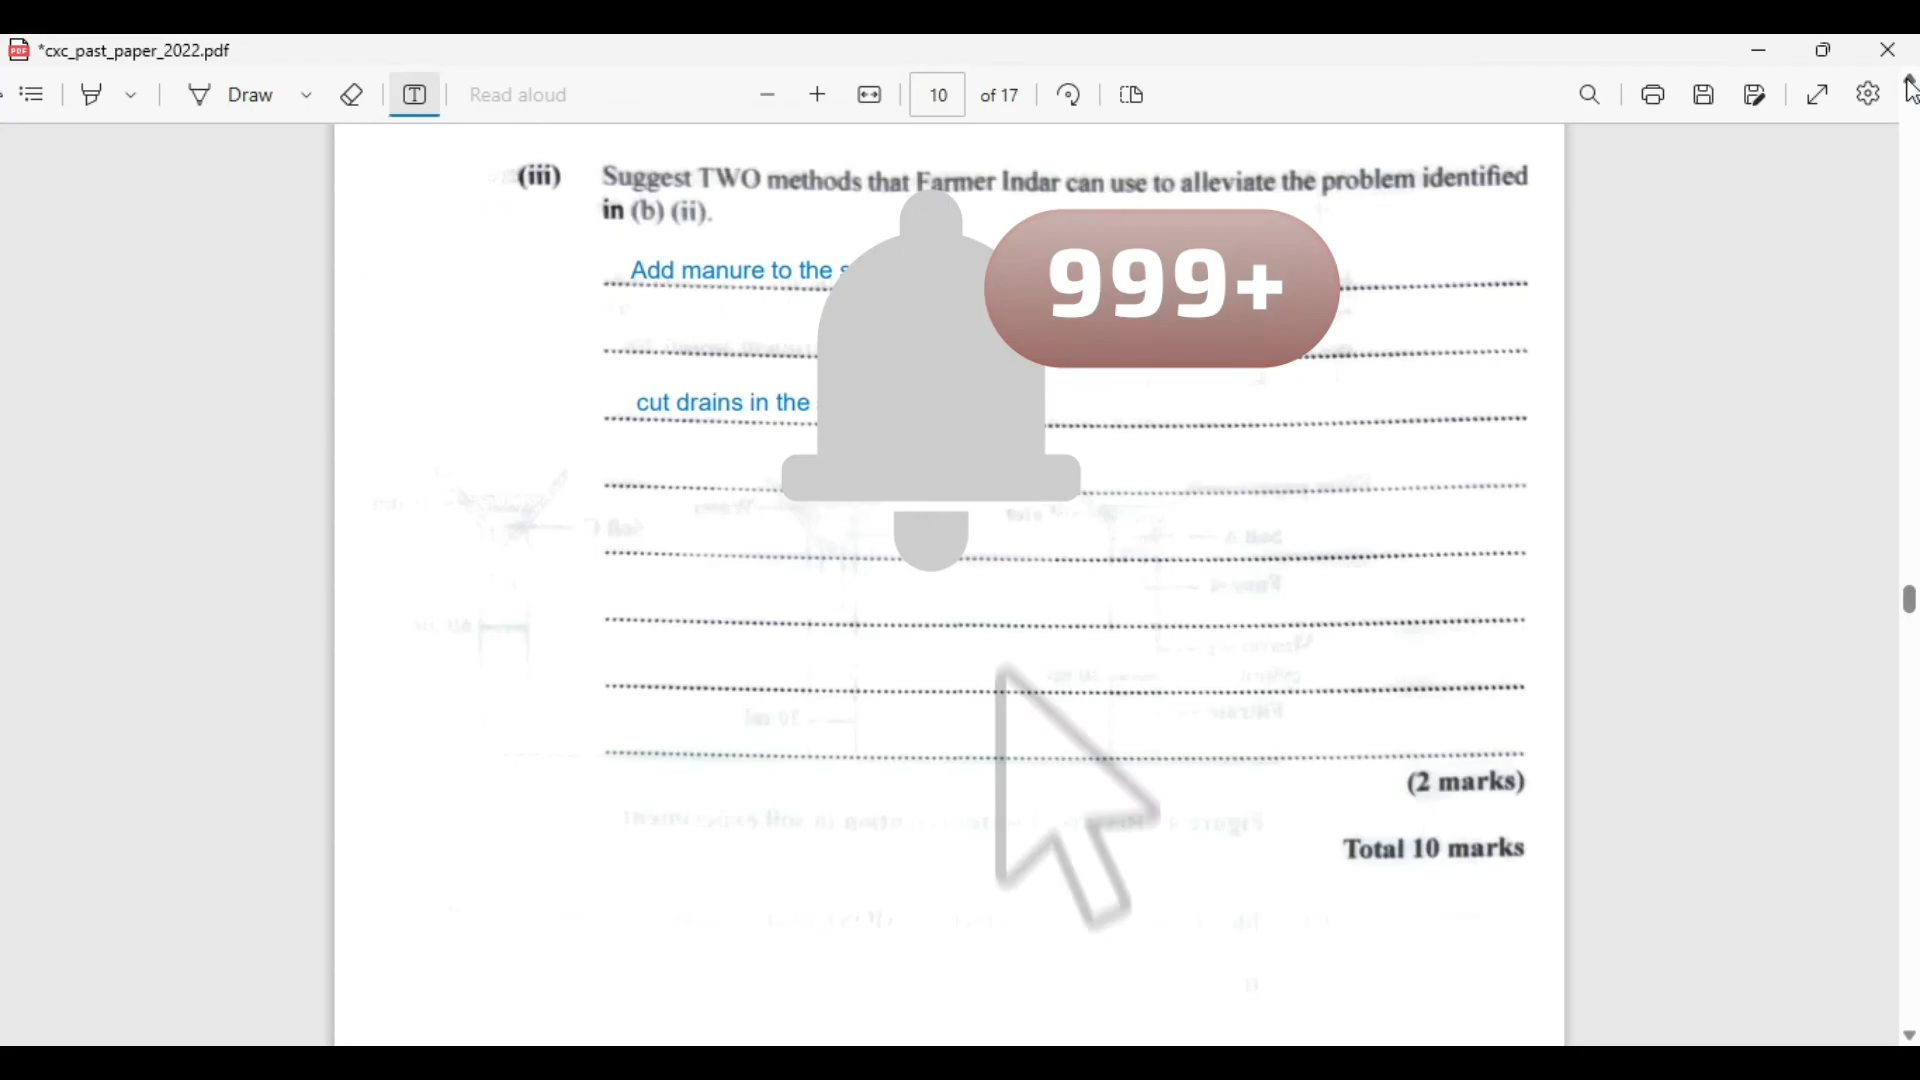 *cxc_past_paper_2022.pdf
Draw
Read aloud
10 of 17
(iii) Suggest TWO methods that Farmer Indar can use to alleviate the problem identified
in (b) (ii).
Add manure to the s
999+
cut drains in the
(2 marks)
Total 10 marks